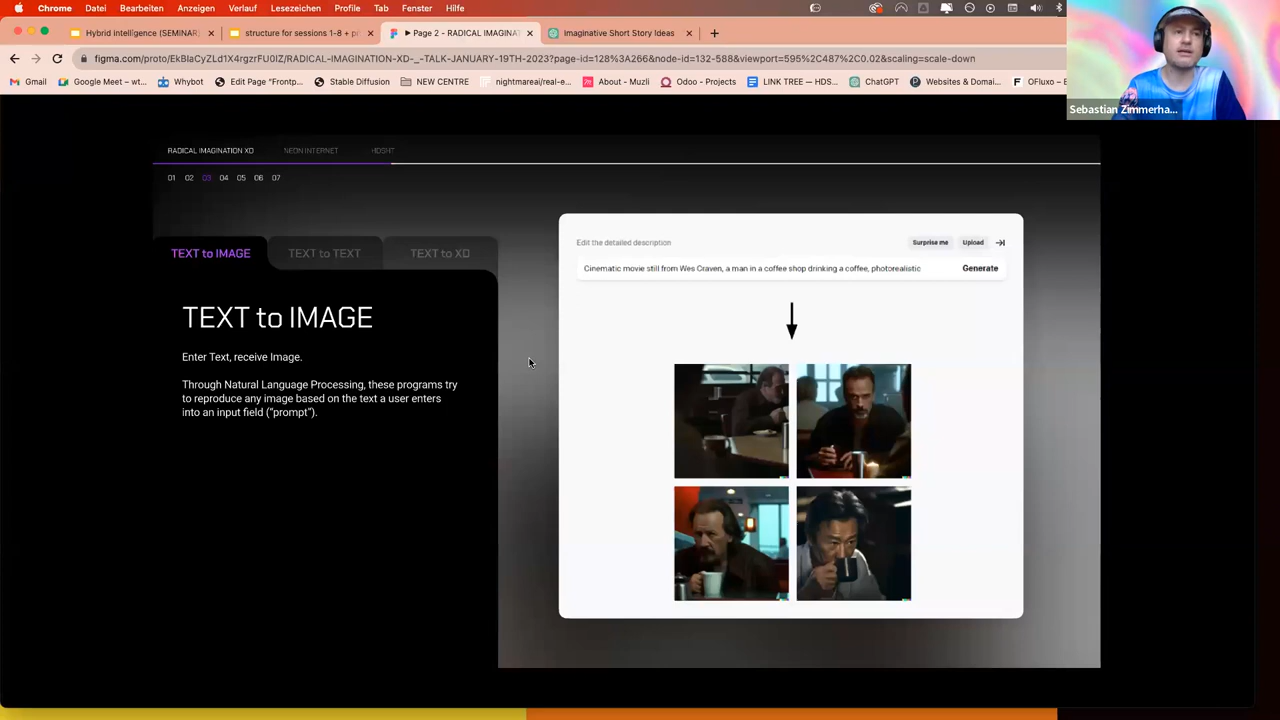 Chrome Datei Bearbeiten Anzeigen Verlauf Lesezeichen Profile Tab Fenster Hilfe
Hybrid intelligence (SEMINAR)
structure for sessions 1-8 + p
Page 2 - RADICAL IMAGINAT
Imaginative Short Story Ideas
figma.com/proto/EkBlaCyZLd1X4rgzrFU0IZ/RADICAL-IMAGINATION-XD-_-TALK-JANUARY-19TH-2023?page-id=128%3A266&node-id=132-588&viewport=595%2C487%2C0.02&scaling=scale-down
Gmail Google Meet – wt... Edit Page "Frontp... Whybot Stable Diffusion NEW CENTRE nightmareai/real-e... About - Muzli Odoo - Projects LINK TREE — HDS... ChatGPT Websites & Domai... OFluxo —
Sebastian Zimmerha...
RADICAL IMAGINATION XD NEON INTERNET HDSHT
01 02 03 04 05 06 07
TEXT to IMAGE TEXT to TEXT TEXT to XD
TEXT to IMAGE
Enter Text, receive Image.
Through Natural Language Processing, these programs try
to reproduce any image based on the text a user enters
into an input field ("prompt").
Edit the detailed description Surprise me Upload
Cinematic movie still from Wes Craven, a man in a coffee shop drinking a coffee, photorealistic Generate